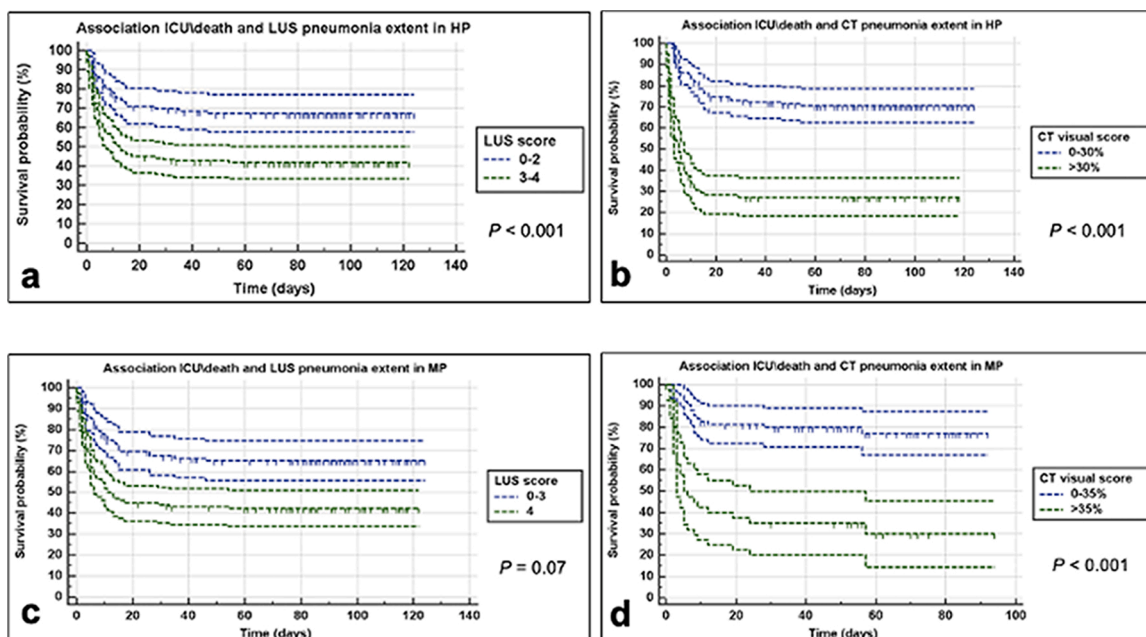 Association ICU\death and LUS pneumonia extent in HP
Survival probability (%)
100
90
80
70
60
50
40
30
20
10
0
0 20 40 60 80 100 120 140
Time (days)
LUS score
0-2
3-4
P < 0.001
a
Association ICU\death and CT pneumonia extent in HP
Survival probability (%)
100
90
80
70
60
50
40
30
20
10
0
0 20 40 60 80 100 120 140
Time (days)
CT visual score
0-30%
>30%
P < 0.001
b
Association ICU\death and LUS pneumonia extent in MP
Survival probability (%)
100
90
80
70
60
50
40
30
20
10
0
0 20 40 60 80 100 120 140
Time (days)
LUS score
0-3
4
P = 0.07
c
Association ICU\death and CT pneumonia extent in MP
Survival probability (%)
100
90
80
70
60
50
40
30
20
10
0
0 20 40 60 80 100
Time (days)
CT visual score
0-35%
>35%
P < 0.001
d